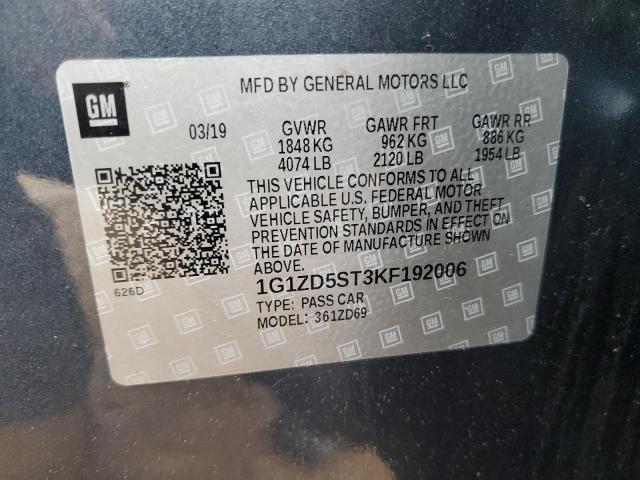 GM
MFD BY GENERAL MOTORS LLC
03/19 GVWR GAWR FRT GAWR RR
1848 KG 962 KG 886 KG
4074 LB 2120 LB 1954 LB
THIS VEHICLE CONFORMS TO ALL
APPLICABLE U.S. FEDERAL MOTOR
VEHICLE SAFETY, BUMPER, AND THEFT
PREVENTION STANDARDS IN EFFECT ON
THE DATE OF MANUFACTURE SHOWN
ABOVE.
626D
1G1ZD5ST3KF192006
TYPE: PASS CAR
MODEL: 361ZD69